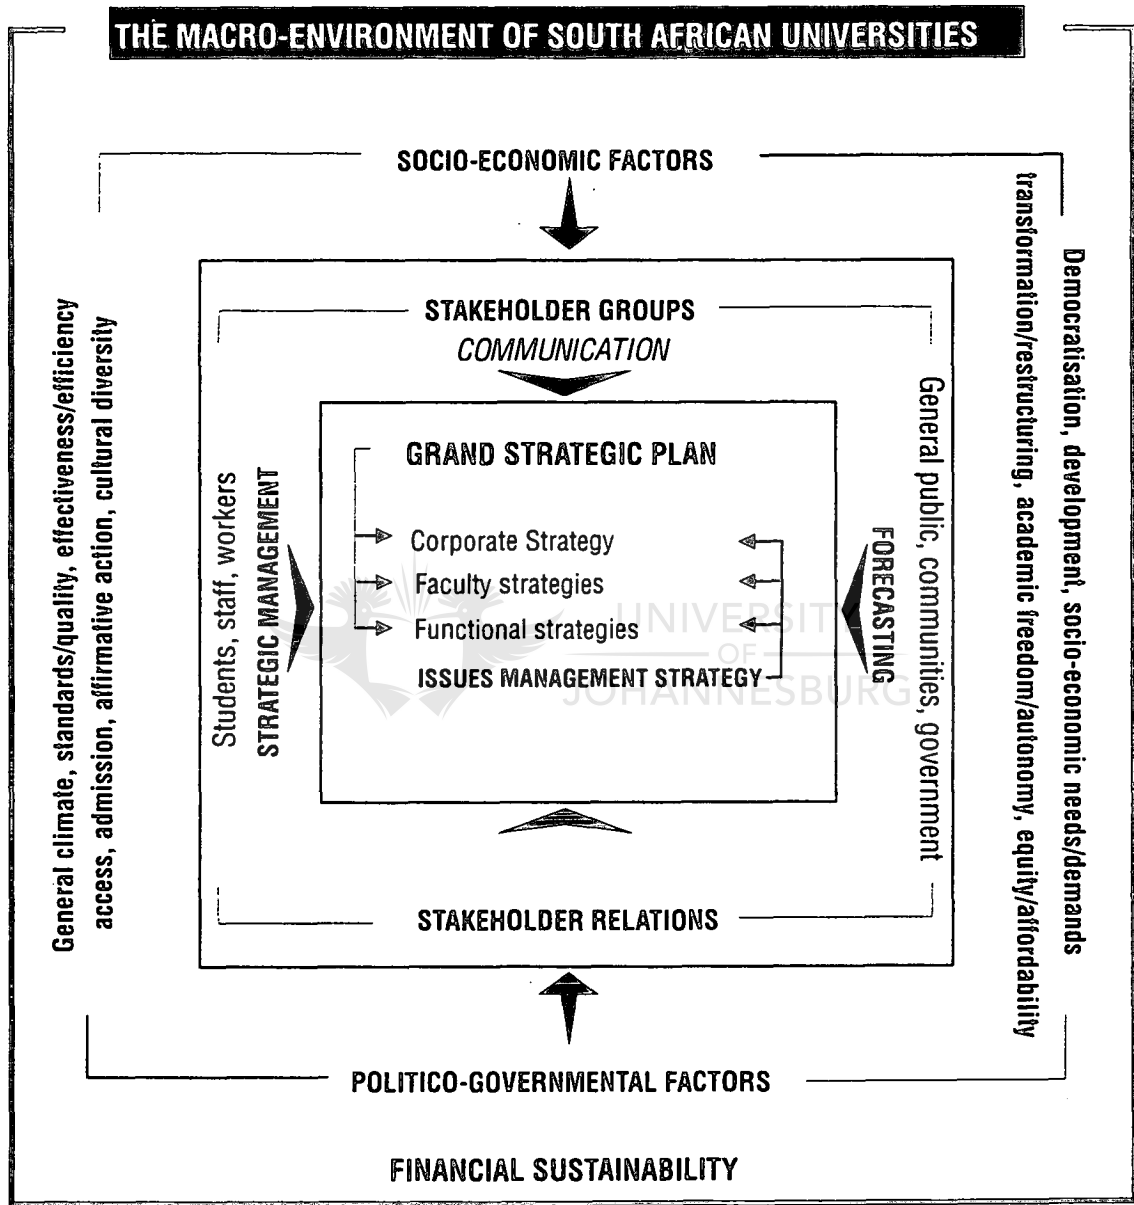 THE MACRO-ENVIRONMENT OF SOUTH AFRICAN UNIVERSITIES
SOCIO-ECONOMIC FACTORS
General climate, standards/quality, effectiveness/efficiency
access, admission, affirmative action, cultural diversity
STAKEHOLDER GROUPS
COMMUNICATION
Students, staff, workers
STRATEGIC MANAGEMENT
GRAND STRATEGIC PLAN
Corporate Strategy
Faculty strategies
Functional strategies
ISSUES MANAGEMENT STRATEGY
UNIVERSITY
OF
JOHANNESBURG
FORECASTING
General public, communities, government
Democratisation, development, socio-economic needs/demands
transformation/restructuring, academic freedom/autonomy, equity/affordability
STAKEHOLDER RELATIONS
POLITICO-GOVERNMENTAL FACTORS
FINANCIAL SUSTAINABILITY